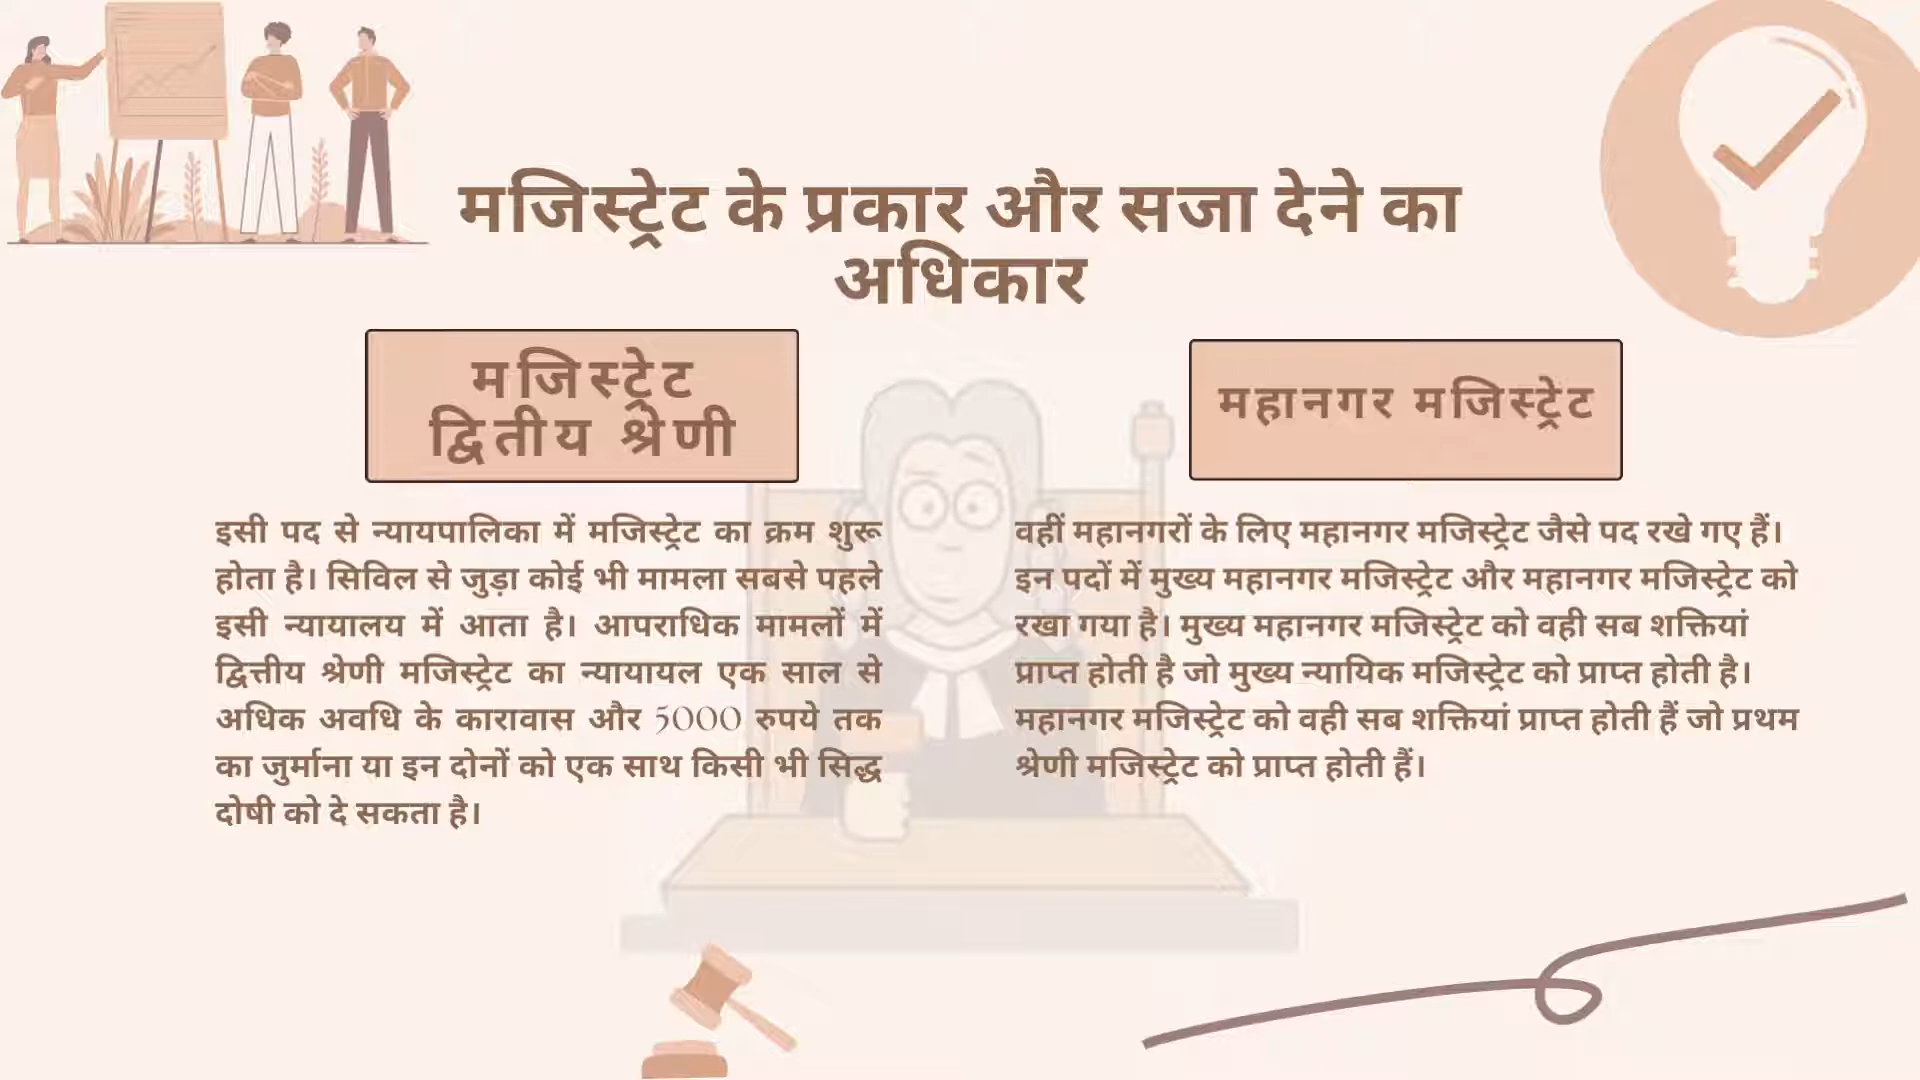 मजिस्ट्रेट के प्रकार और सजा देने का
अधिकार
मजिस्ट्रेट
द्वितीय श्रेणी
इसी पद से न्यायपालिका में मजिस्ट्रेट का क्रम शुरू
होता है। सिविल से जुड़ा कोई भी मामला सबसे पहले
इसी न्यायालय में आता है। आपराधिक मामलों में
द्वित्तीय श्रेणी मजिस्ट्रेट का न्यायायल एक साल से
अधिक अवधि के कारावास और 5000 रुपये तक
का जुर्माना या इन दोनों को एक साथ किसी भी सिद्ध
दोषी को दे सकता है।
महानगर मजिस्ट्रेट
वहीं महानगरों के लिए महानगर मजिस्ट्रेट जैसे पद रखे गए हैं।
इन पदों में मुख्य महानगर मजिस्ट्रेट और महानगर मजिस्ट्रेट को
रखा गया है। मुख्य महानगर मजिस्ट्रेट को वही सब शक्तियां
प्राप्त होती है जो मुख्य न्यायिक मजिस्ट्रेट को प्राप्त होती है।
महानगर मजिस्ट्रेट को वही सब शक्तियां प्राप्त होती हैं जो प्रथम
श्रेणी मजिस्ट्रेट को प्राप्त होती हैं।